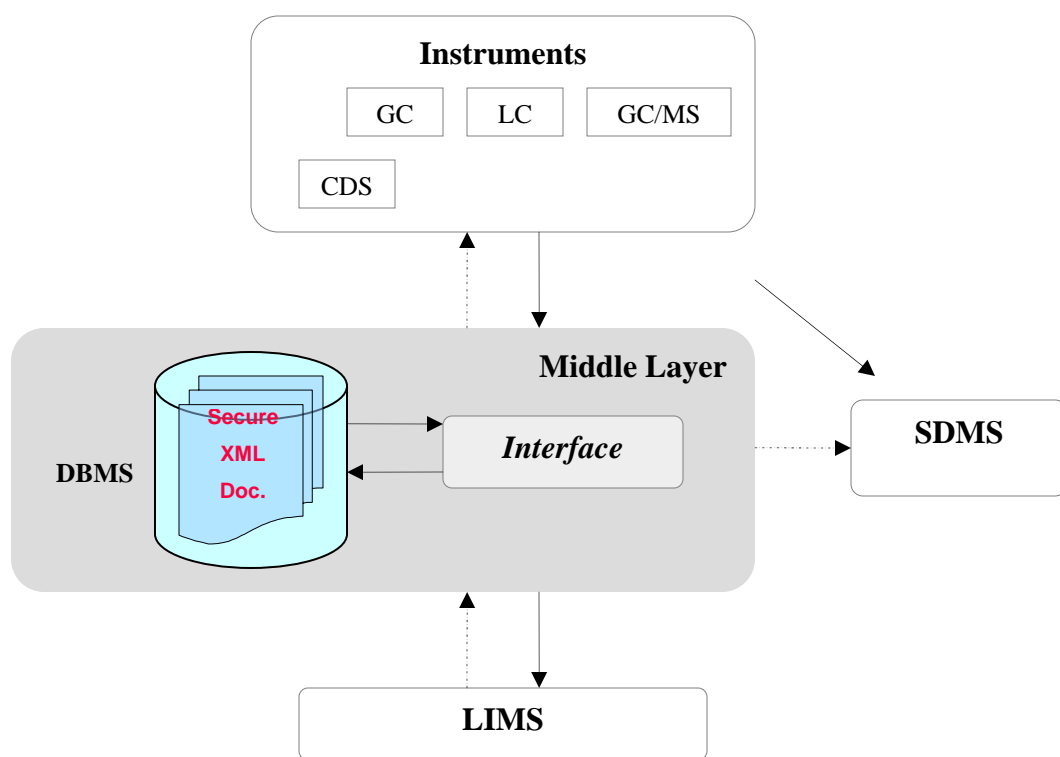 Instruments
GC
LC
GC/MS
CDS
Middle Layer
Secure
XML
Doc.
DBMS
Interface
SDMS
LIMS